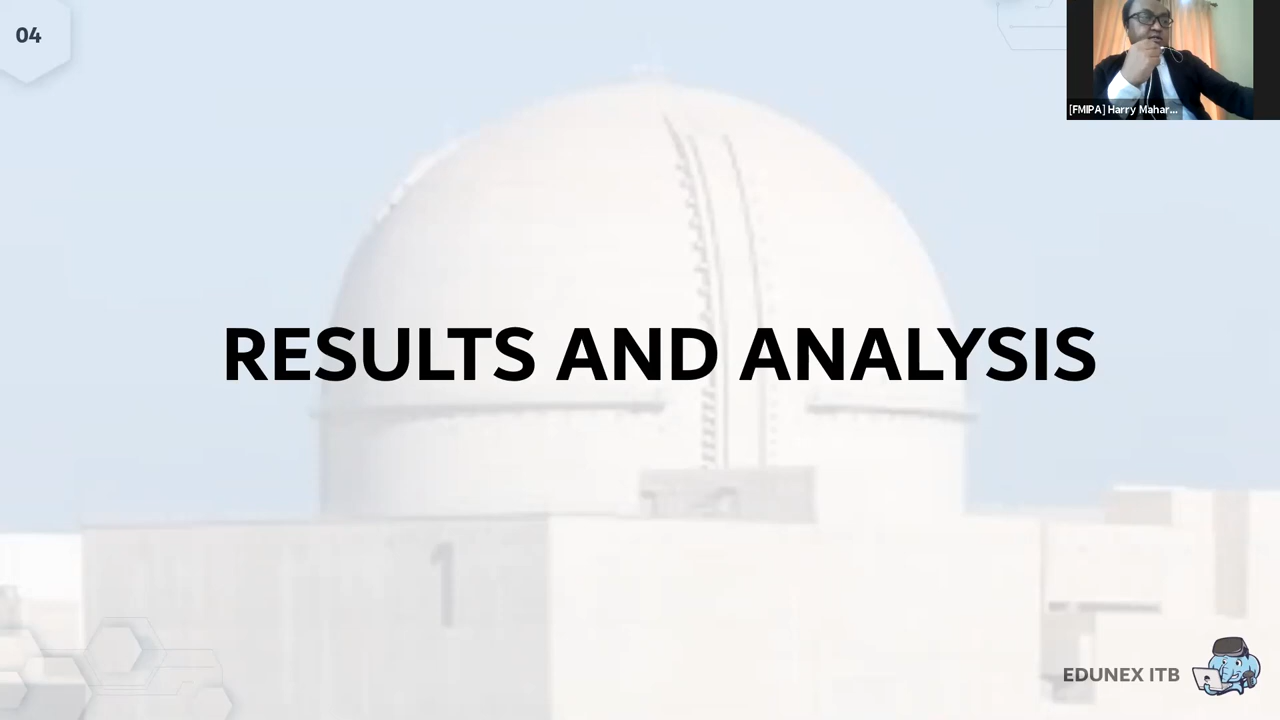 04
[FMIPA] Harry Mahar...
RESULTS AND ANALYSIS
1
EDUNEX ITB